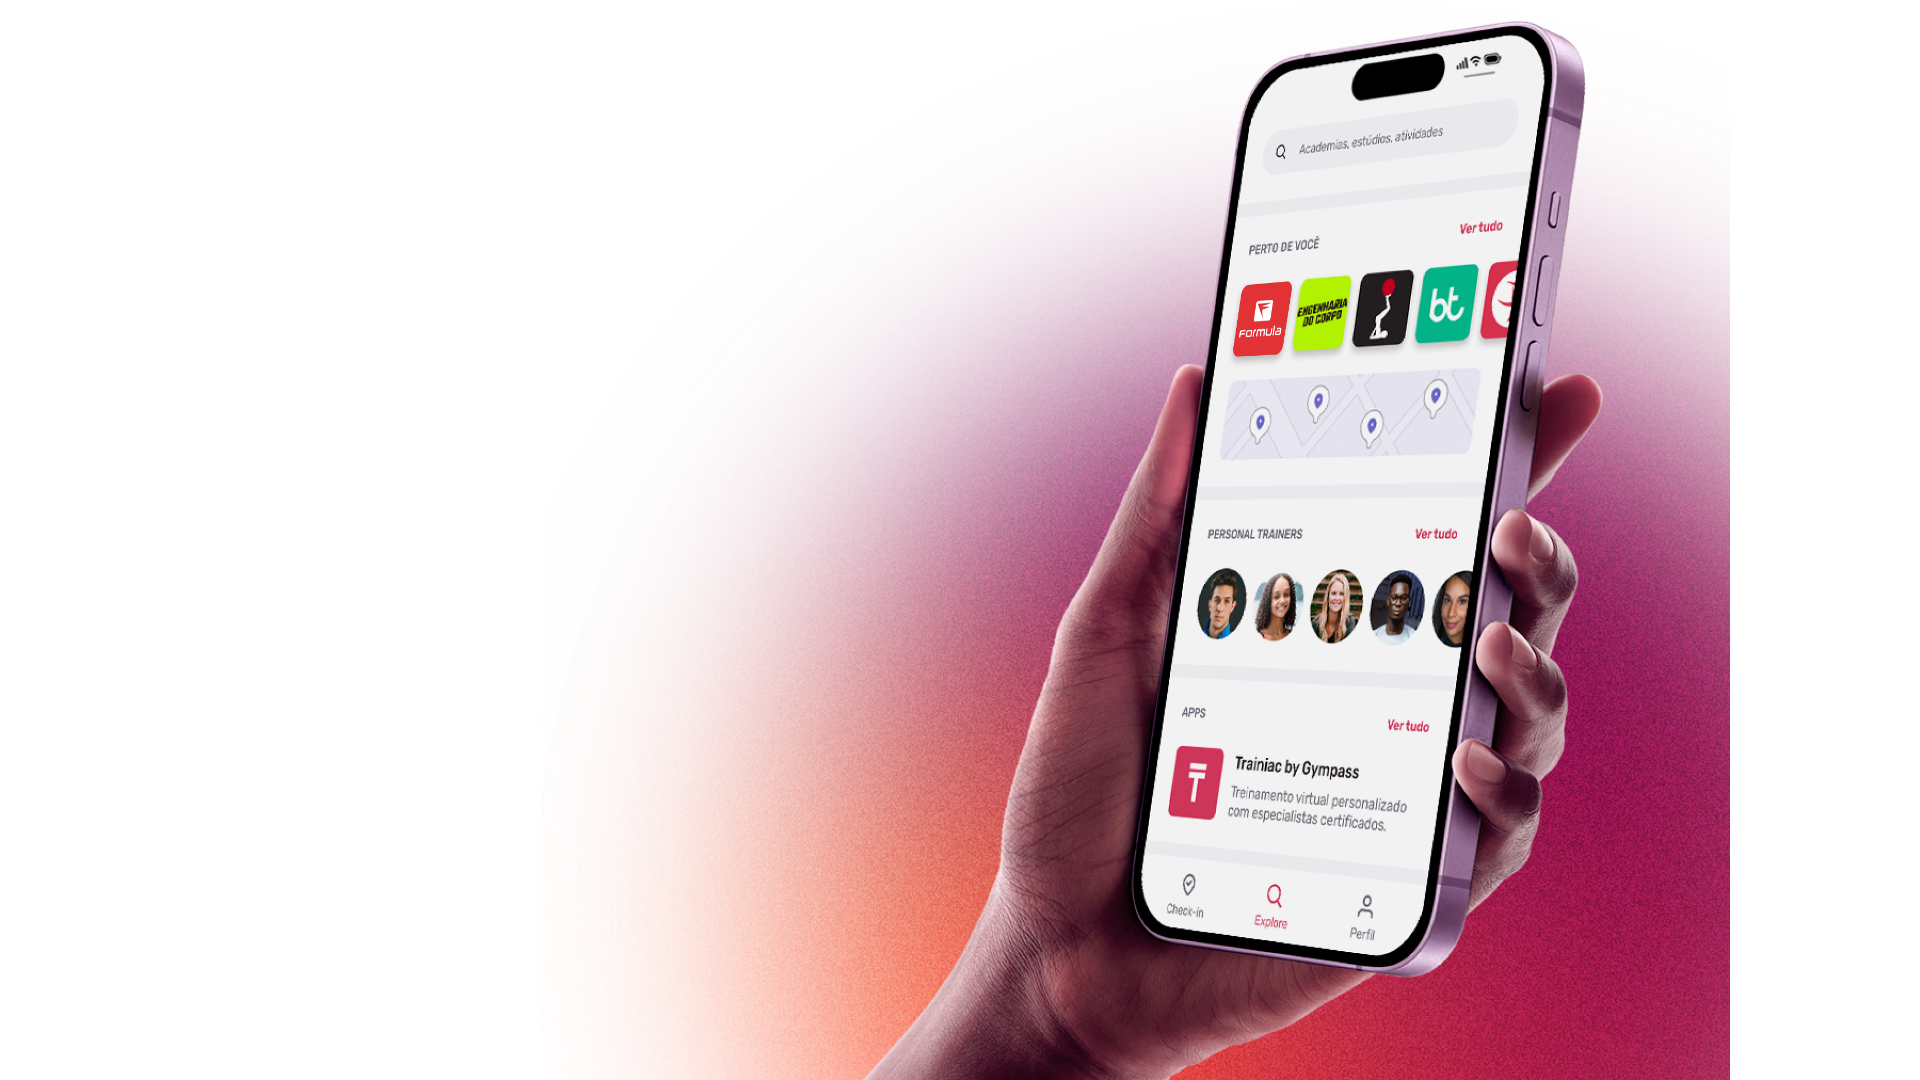 Academias, estúdios, atividades
PERTO DE VOCÊ
Ver tudo
Formula
ENGENHARIA
DO CORPO
bt
PERSONAL TRAINERS
Ver tudo
APPS
Ver tudo
T
Trainiac by Gympass
Treinamento virtual personalizado
com especialistas certificados.
Check-in
Explore
Perfil